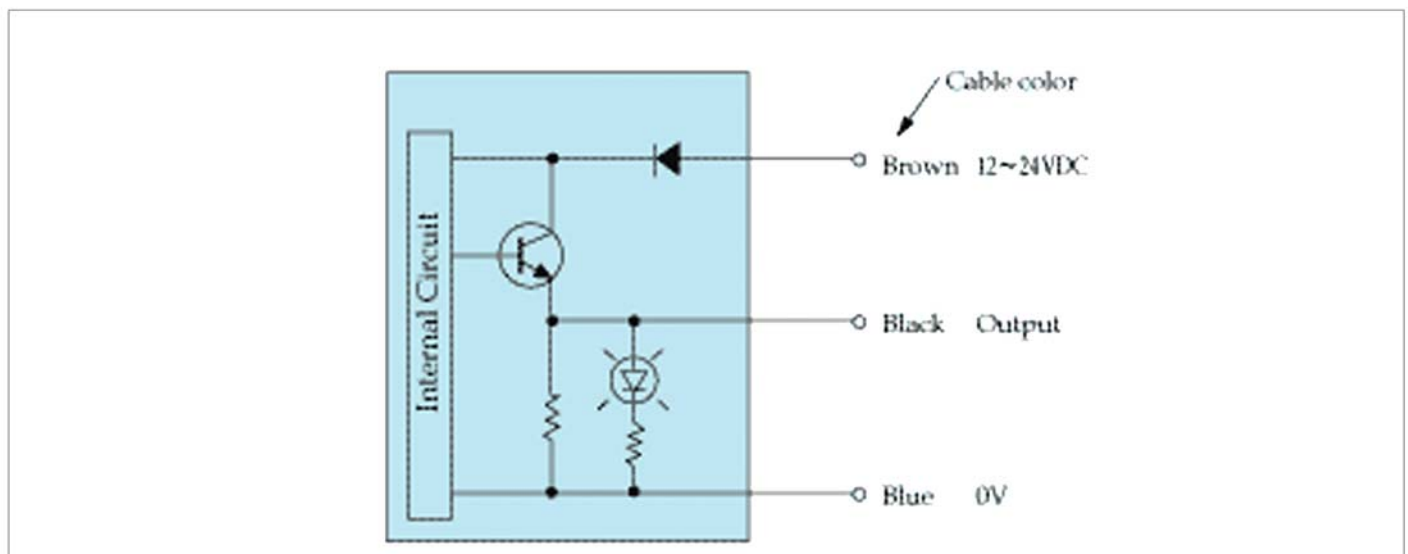 Cable color
Brown 12~24VDC
Internal Circuit
Black Output
Blue 0V